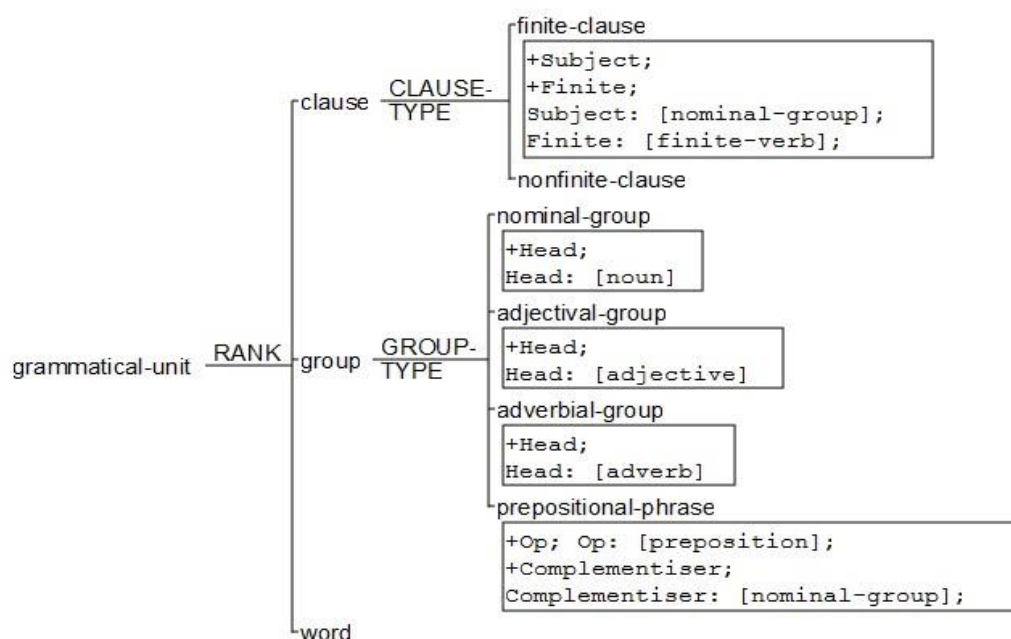 finite-clause
+Subject;
+Finite;
Subject: [nominal-group];
Finite: [finite-verb];
clause
CLAUSE-
TYPE
nonfinite-clause
nominal-group
+Head;
Head: [noun]
adjectival-group
+Head;
Head: [adjective]
grammatical-unit
RANK
group
GROUP-
TYPE
adverbial-group
+Head;
Head: [adverb]
prepositional-phrase
+Op; Op: [preposition];
+Complementiser;
Complementiser: [nominal-group];
word